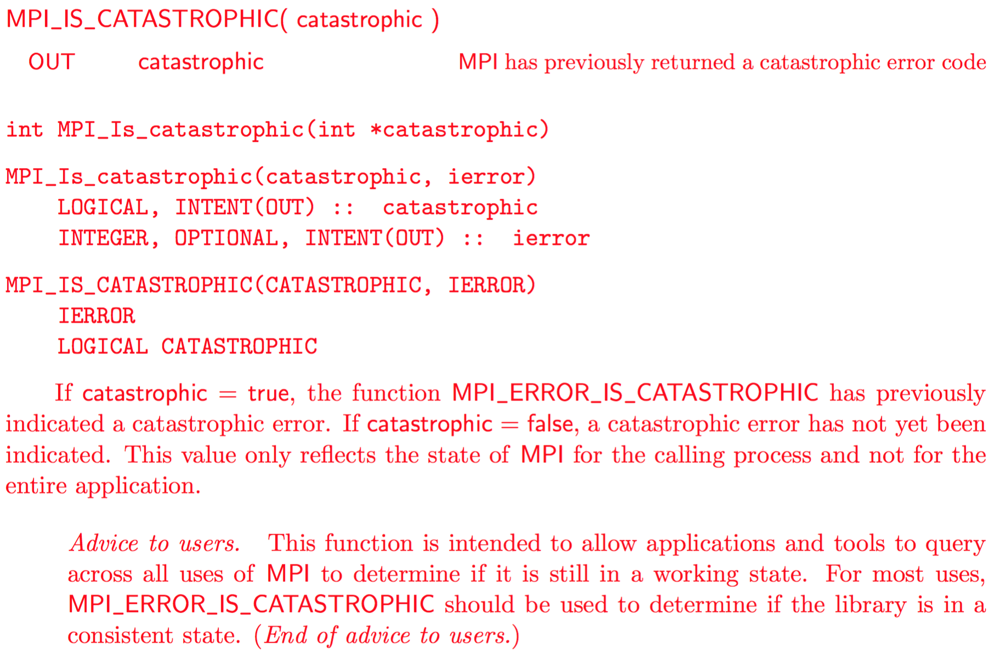 MPI_IS_CATASTROPHIC( catastrophic )
OUT catastrophic MPI has previously returned a catastrophic error code
int MPI_Is_catastrophic(int *catastrophic)
MPI_Is_catastrophic(catastrophic, ierror)
LOGICAL, INTENT(OUT) :: catastrophic
INTEGER, OPTIONAL, INTENT(OUT) :: ierror
MPI_IS_CATASTROPHIC(CATASTROPHIC, IERROR)
IERROR
LOGICAL CATASTROPHIC
If catastrophic = true, the function MPI_ERROR_IS_CATASTROPHIC has previously
indicated a catastrophic error. If catastrophic = false, a catastrophic error has not yet been
indicated. This value only reflects the state of MPI for the calling process and not for the
entire application.
Advice to users. This function is intended to allow applications and tools to query
across all uses of MPI to determine if it is still in a working state. For most uses,
MPI_ERROR_IS_CATASTROPHIC should be used to determine if the library is in a
consistent state. (End of advice to users.)